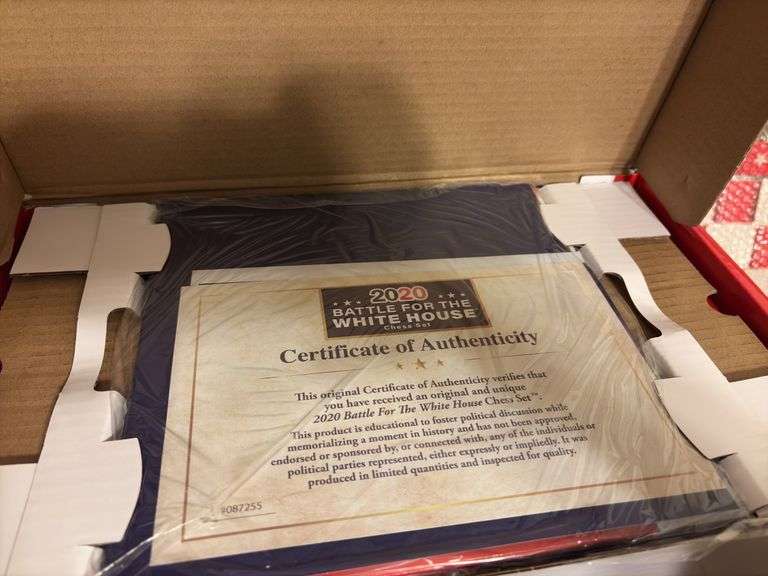 2020
BATTLE FOR THE
WHITE HOUSE
Chess Set
Certificate of Authenticity
This original Certificate of Authenticity verifies that
you have received an original and unique
2020 Battle For The White House Chess Set™.
This product is educational to foster political discussion while
memorializing a moment in history and has not been approved,
endorsed or sponsored by, or connected with, any of the individuals or
political parties represented, either expressly or impliedly. It was
produced in limited quantities and inspected for quality.
#087255